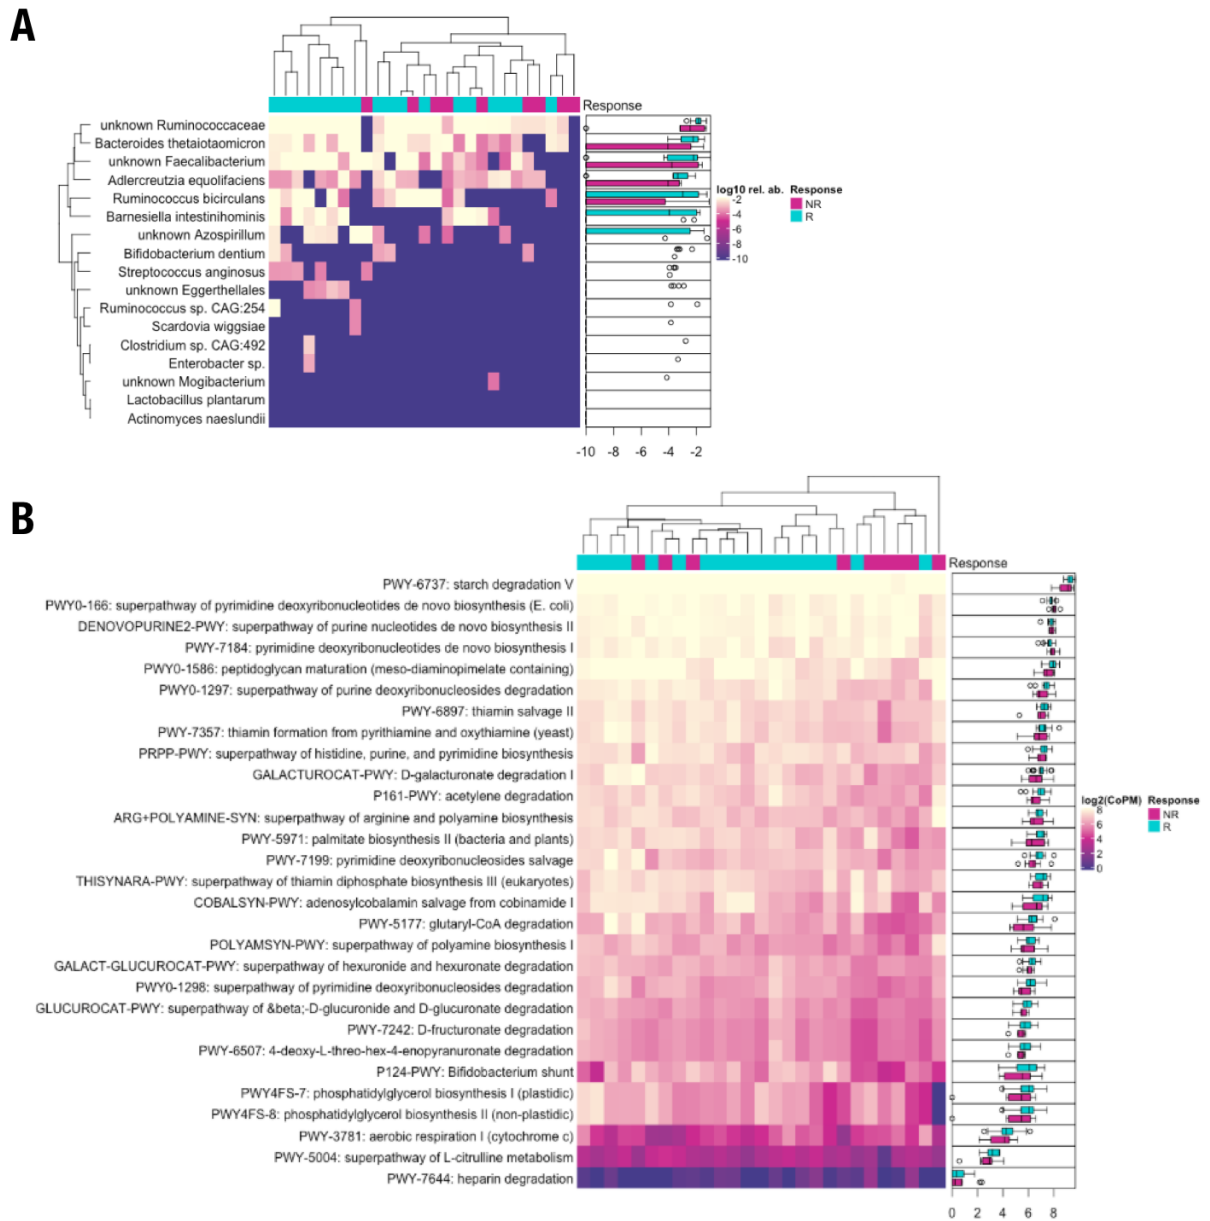 A
Response
unknown Ruminococcaceae
Bacteroides thetaiotaomicron
unknown Faecalibacterium
Adlercreutzia equolifaciens
Ruminococcus bicirculans
Barnesiella intestinihominis
unknown Azospirillum
Bifidobacterium dentium
Streptococcus anginosus
unknown Eggerthellales
Ruminococcus sp. CAG:254
Scardovia wiggsiae
Clostridium sp. CAG:492
Enterobacter sp.
unknown Mogibacterium
Lactobacillus plantarum
Actinomyces naeslundii
-10 -8 -6 -4 -2
log10 rel. ab. Response
-2 NR
-4 R
-6
-8
-10
B
Response
PWY-6737: starch degradation V
PWY0-166: superpathway of pyrimidine deoxyribonucleotides de novo biosynthesis (E. coli)
DENOVOPURINE2-PWY: superpathway of purine nucleotides de novo biosynthesis II
PWY-7184: pyrimidine deoxyribonucleotides de novo biosynthesis I
PWY0-1586: peptidoglycan maturation (meso-diaminopimelate containing)
PWY0-1297: superpathway of purine deoxyribonucleosides degradation
PWY-6897: thiamin salvage II
PWY-7357: thiamin formation from pyrithiamine and oxythiamine (yeast)
PRPP-PWY: superpathway of histidine, purine, and pyrimidine biosynthesis
GALACTUROCAT-PWY: D-galacturonate degradation I
P161-PWY: acetylene degradation
ARG+POLYAMINE-SYN: superpathway of arginine and polyamine biosynthesis
PWY-5971: palmitate biosynthesis II (bacteria and plants)
PWY-7199: pyrimidine deoxyribonucleosides salvage
THISYNARA-PWY: superpathway of thiamin diphosphate biosynthesis III (eukaryotes)
COBALSYN-PWY: adenosylcobalamin salvage from cobinamide I
PWY-5177: glutaryl-CoA degradation
POLYAMSYN-PWY: superpathway of polyamine biosynthesis I
GALACT-GLUCUROCAT-PWY: superpathway of hexuronide and hexuronate degradation
PWY0-1298: superpathway of pyrimidine deoxyribonucleosides degradation
GLUCUROCAT-PWY: superpathway of &beta;-D-glucuronide and D-glucuronate degradation
PWY-7242: D-fructuronate degradation
PWY-6507: 4-deoxy-L-threo-hex-4-enopyranuronate degradation
P124-PWY: Bifidobacterium shunt
PWY4FS-7: phosphatidylglycerol biosynthesis I (plastidic)
PWY4FS-8: phosphatidylglycerol biosynthesis II (non-plastidic)
PWY-3781: aerobic respiration I (cytochrome c)
PWY-5004: superpathway of L-citrulline metabolism
PWY-7644: heparin degradation
0 2 4 6 8
log2(CoPM) Response
8 NR
6 R
4
2
0